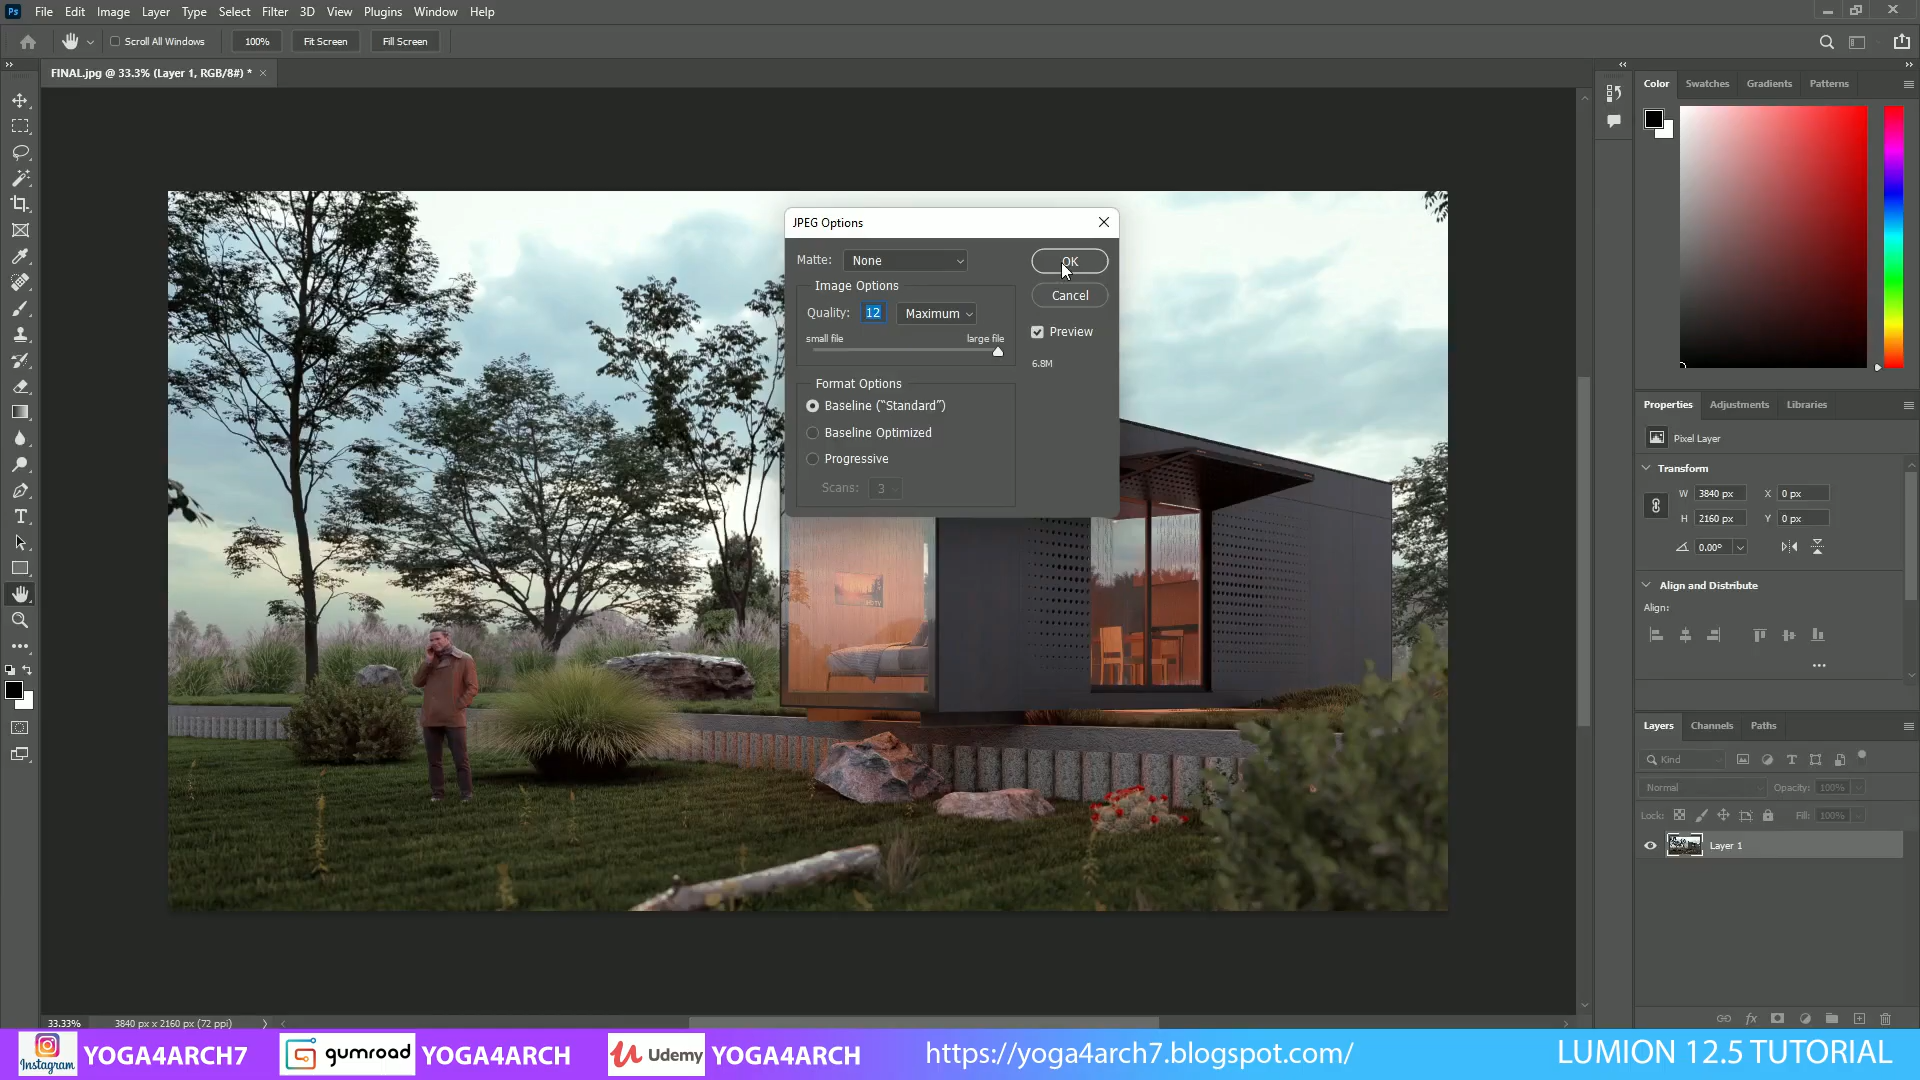 Ps File Edit Image Layer Type Select Filter 3D View Plugins Window Help
Scroll All Windows 100% Fit Screen Fill Screen
FINAL.jpg @ 33.3% (Layer 1, RGB/8#) * ×
JPEG Options
Matte: None
OK
Cancel
Preview
6.8M
Image Options
Quality: 12 Maximum
small file large file
Format Options
Baseline ("Standard")
Baseline Optimized
Progressive
Scans: 3
HDTV
Color Swatches Gradients Patterns
Properties Adjustments Libraries
Pixel Layer
Transform
W 3840 px X 0 px
H 2160 px Y 0 px
0.00°
Align and Distribute
Align:
Layers Channels Paths
Kind
Normal Opacity: 100%
Lock: Fill: 100%
Layer 1
33.33% 3840 px x 2160 px (72 ppi)
Instagram YOGA4ARCH7 gumroad YOGA4ARCH Udemy YOGA4ARCH https://yoga4arch7.blogspot.com/ LUMION 12.5 TUTORIAL